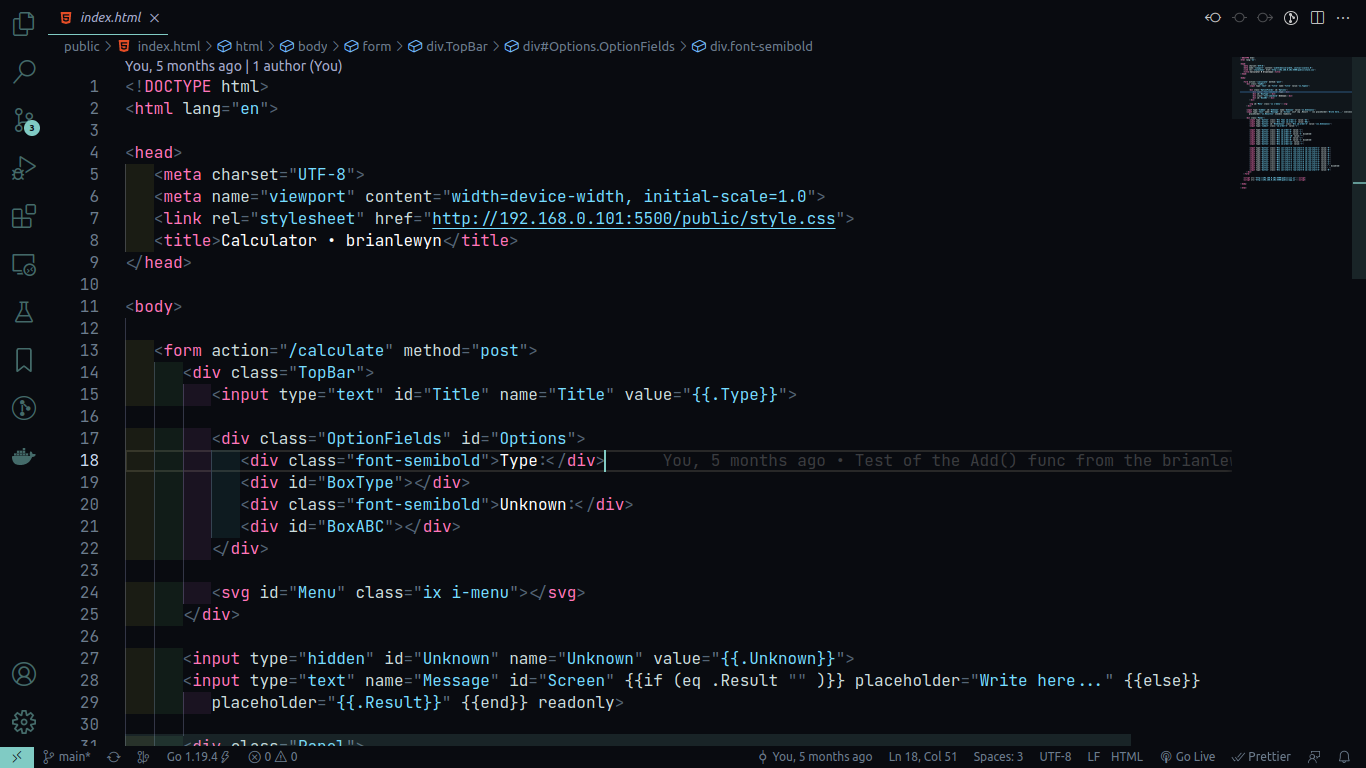 index.html
public > index.html > html > body > form > div.TopBar > div#Options.OptionFields > div.font-semibold
You, 5 months ago | 1 author (You)
1 <!DOCTYPE html>
2 <html lang="en">
3
4 <head>
5 <meta charset="UTF-8">
6 <meta name="viewport" content="width=device-width, initial-scale=1.0">
7 <link rel="stylesheet" href="http://192.168.0.101:5500/public/style.css">
8 <title>Calculator • brianlewyn</title>
9 </head>
10
11 <body>
12
13 <form action="/calculate" method="post">
14 <div class="TopBar">
15 <input type="text" id="Title" name="Title" value="{{.Type}}">
16
17 <div class="OptionFields" id="Options">
18 <div class="font-semibold">Type:</div> You, 5 months ago • Test of the Add() func from the brianlew
19 <div id="BoxType"></div>
20 <div class="font-semibold">Unknown:</div>
21 <div id="BoxABC"></div>
22 </div>
23
24 <svg id="Menu" class="ix i-menu"></svg>
25 </div>
26
27 <input type="hidden" id="Unknown" name="Unknown" value="{{.Unknown}}">
28 <input type="text" name="Message" id="Screen" {{if (eq .Result "" )}} placeholder="Write here..." {{else}}
29 placeholder="{{.Result}}" {{end}} readonly>
30
31 <div class="Panel">
3
main* Go 1.19.4 0 0 You, 5 months ago Ln 18, Col 51 Spaces: 3 UTF-8 LF HTML Go Live Prettier